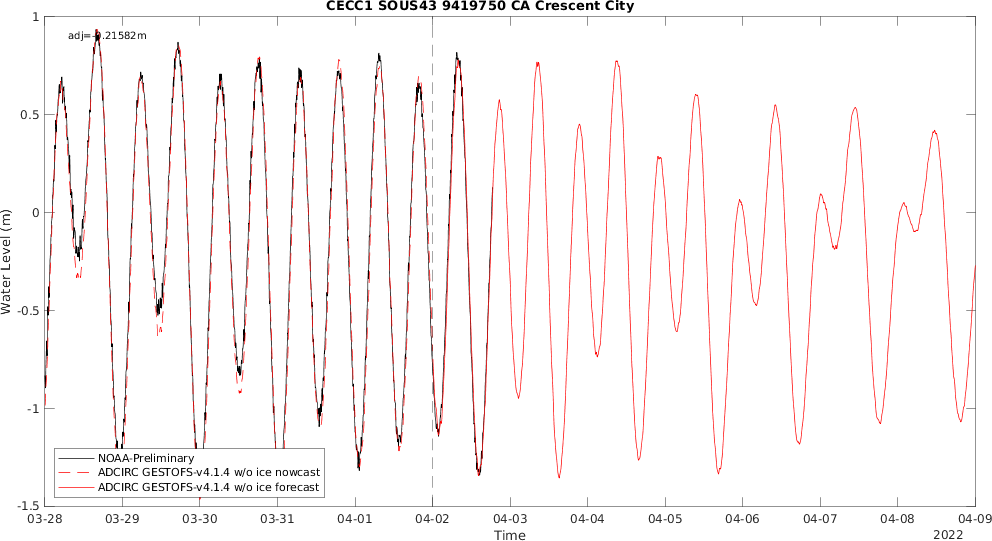 CECC1 SOUS43 9419750 CA Crescent City
adj=-0.21582m
1
0.5
0
-0.5
-1
-1.5
Water Level (m)
NOAA-Preliminary
ADCIRC GESTOFS-v4.1.4 w/o ice nowcast
ADCIRC GESTOFS-v4.1.4 w/o ice forecast
03-28 03-29 03-30 03-31 04-01 04-02 04-03 04-04 04-05 04-06 04-07 04-08 04-09
Time
2022